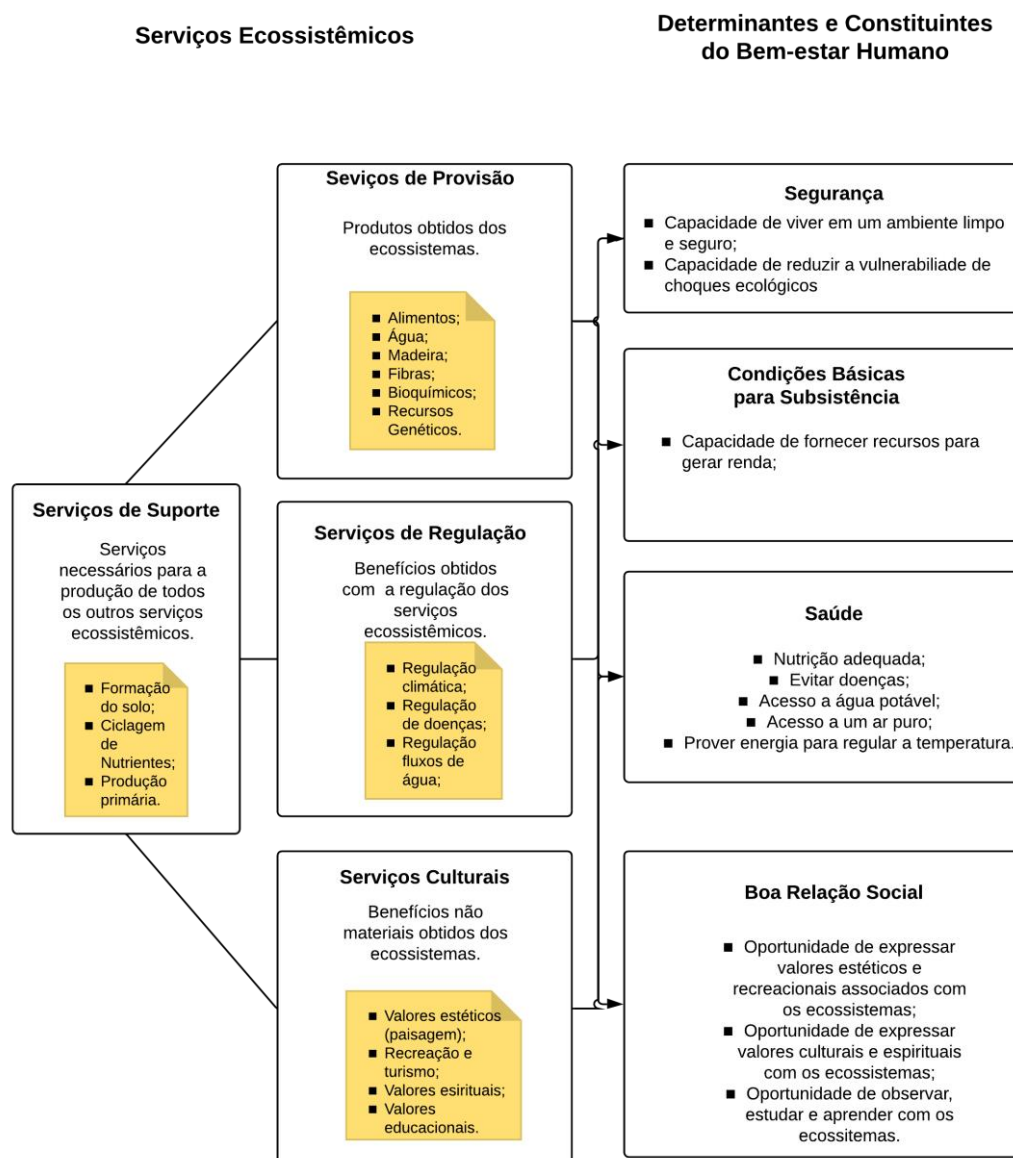 Serviços Ecossistêmicos
Determinantes e Constituintes
do Bem-estar Humano
Serviços de Suporte
Serviços
necessários para a
produção de todos
os outros serviços
ecossistêmicos.
■ Formação
do solo;
■ Ciclagem
de
Nutrientes;
■ Produção
primária.
Seviços de Provisão
Produtos obtidos dos
ecossistemas.
■ Alimentos;
■ Água;
■ Madeira;
■ Fibras;
■ Bioquímicos;
■ Recursos
Genéticos.
Serviços de Regulação
Benefícios obtidos
com a regulação dos
serviços
ecossistêmicos.
■ Regulação
climática;
■ Regulação
de doenças;
■ Regulação
fluxos de
água;
Serviços Culturais
Benefícios não
materiais obtidos dos
ecossistemas.
■ Valores estéticos
(paisagem);
■ Recreação e
turismo;
■ Valores esirituais;
■ Valores
educacionais.
Segurança
■ Capacidade de viver em um ambiente limpo
e seguro;
■ Capacidade de reduzir a vulnerabiliade de
choques ecológicos
Condições Básicas
para Subsistência
■ Capacidade de fornecer recursos para
gerar renda;
Saúde
■ Nutrição adequada;
■ Evitar doenças;
■ Acesso a água potável;
■ Acesso a um ar puro;
■ Prover energia para regular a temperatura.
Boa Relação Social
■ Oportunidade de expressar
valores estéticos e
recreacionais associados com
os ecossistemas;
■ Oportunidade de expressar
valores culturais e espirituais
com os ecossistemas;
■ Oportunidade de observar,
estudar e aprender com os
ecossitemas.